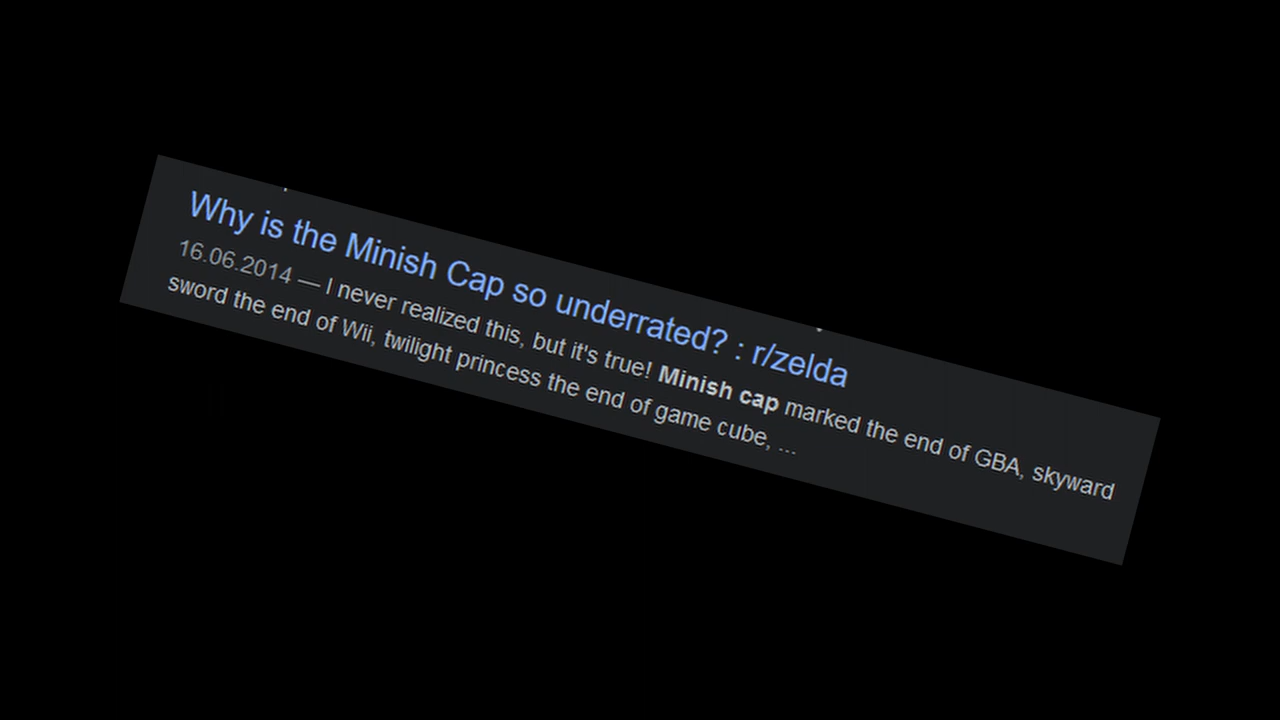 Why is the Minish Cap so underrated? : r/zelda
16.06.2014 — I never realized this, but it's true! Minish cap marked the end of GBA, skyward
sword the end of Wii, twilight princess the end of game cube, ...